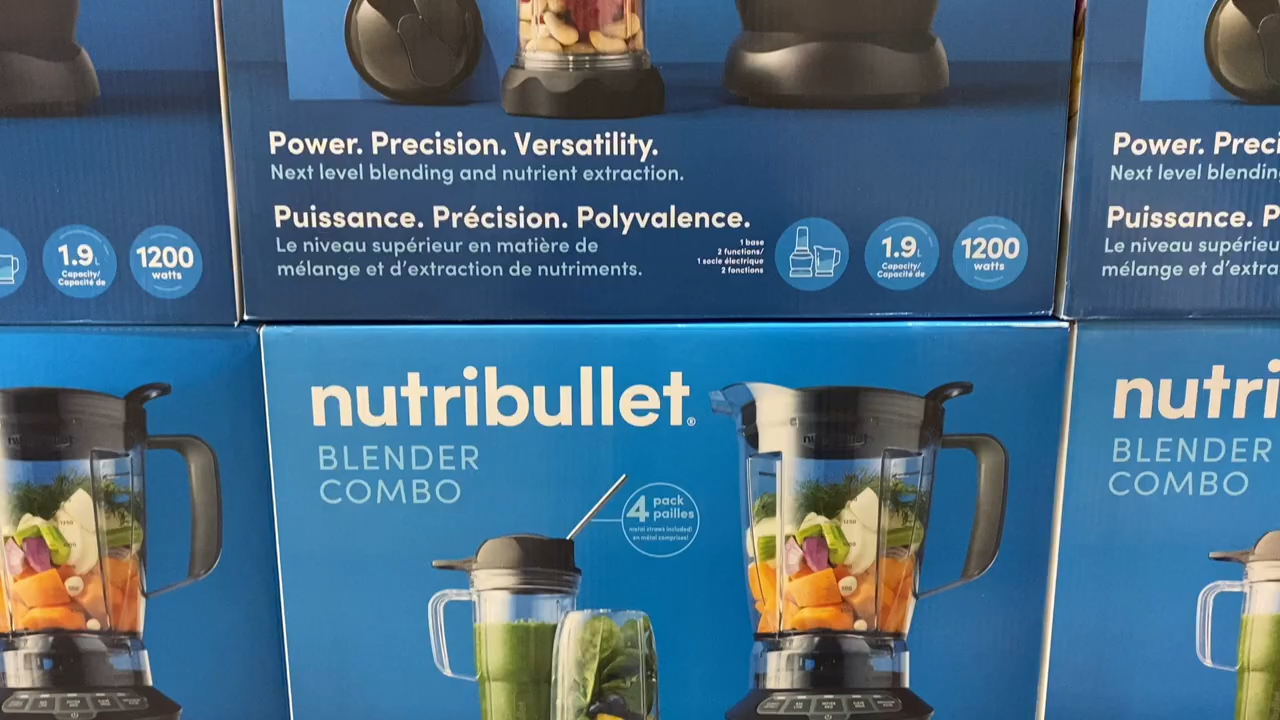 Power. Precision. Versatility.
Next level blending and nutrient extraction.
Puissance. Précision. Polyvalence.
Le niveau supérieur en matière de
mélange et d'extraction de nutriments.
1 base
2 functions/
1 socle électrique
2 fonctions
1.9L
Capacity/
Capacité de
1200
watts
1.9L
Capacity/
Capacité de
1200
watts
Power. Preci
Next level blending
Puissance. P
Le niveau supérieu
mélange et d'extra
nutribullet®
BLENDER
COMBO
4 pack
pailles
metal straws included!
en métal comprises!
nutri
BLENDER
COMBO